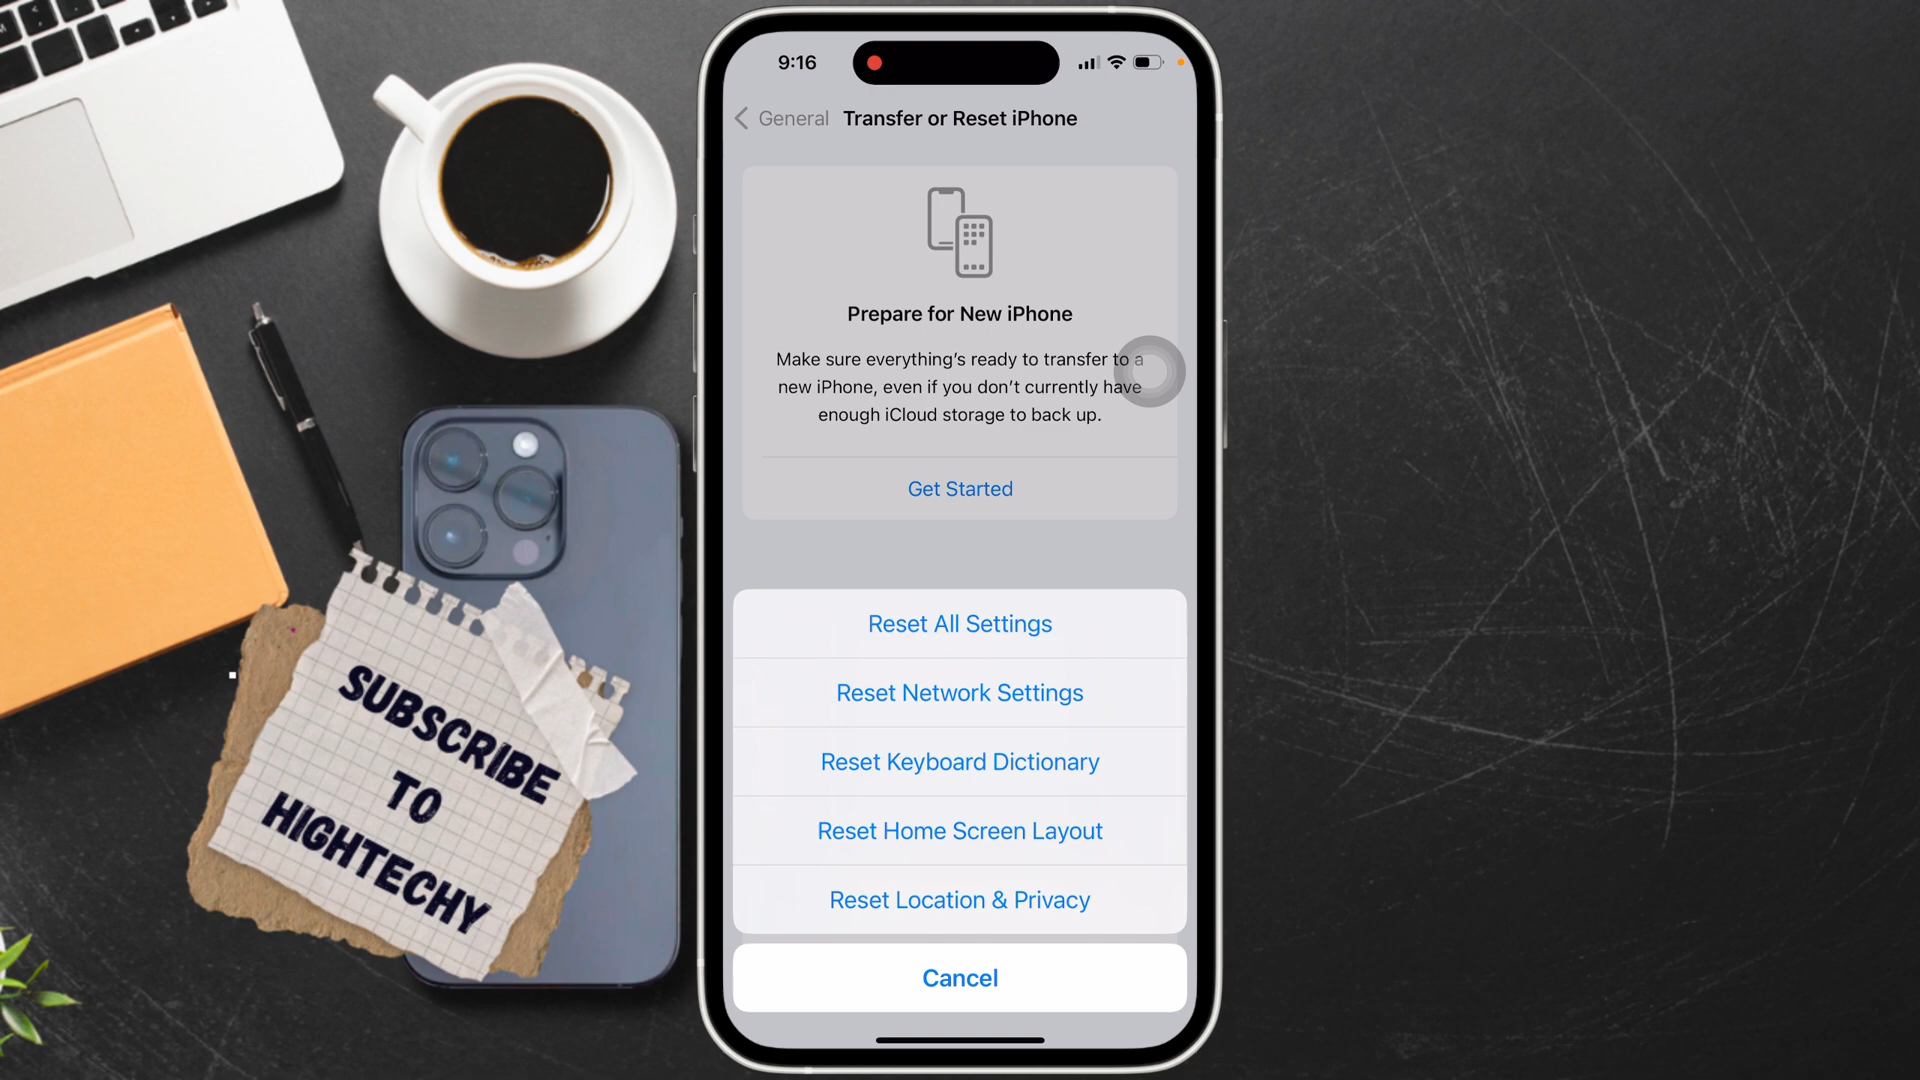 SUBSCRIBE
TO
HIGHTECHY
9:16
General Transfer or Reset iPhone
Prepare for New iPhone
Make sure everything's ready to transfer to a
new iPhone, even if you don't currently have
enough iCloud storage to back up.
Get Started
Reset All Settings
Reset Network Settings
Reset Keyboard Dictionary
Reset Home Screen Layout
Reset Location & Privacy
Cancel